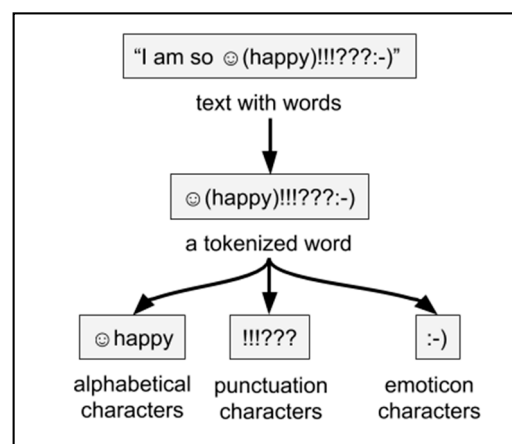 “I am so ☺(happy)!!!???:-)”
text with words
☺(happy)!!!???:-)
a tokenized word
☺happy
!!!???
:-)
alphabetical
characters
punctuation
characters
emoticon
characters